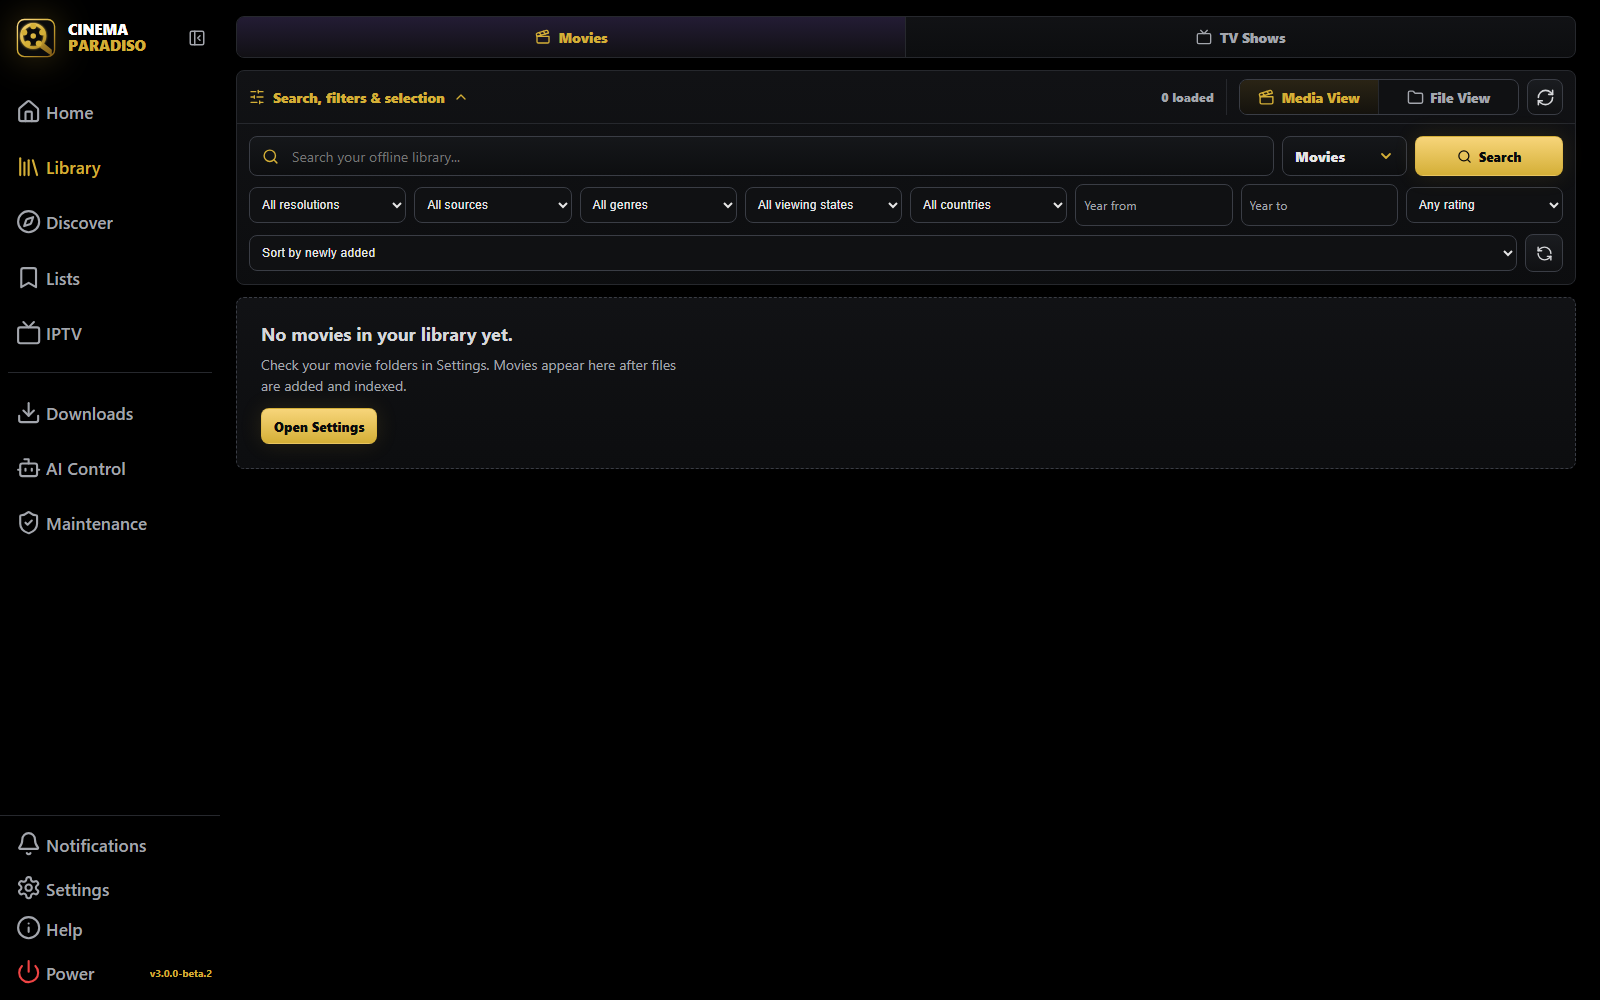 CINEMA
PARADISO
Home
Library
Discover
Lists
IPTV
Downloads
AI Control
Maintenance
Notifications
Settings
Help
Power
v3.0.0-beta.2
Movies
TV Shows
Search, filters & selection
0 loaded
Media View
File View
Search your offline library...
Movies
Search
All resolutions
All sources
All genres
All viewing states
All countries
Year from
Year to
Any rating
Sort by newly added
No movies in your library yet.
Check your movie folders in Settings. Movies appear here after files
are added and indexed.
Open Settings